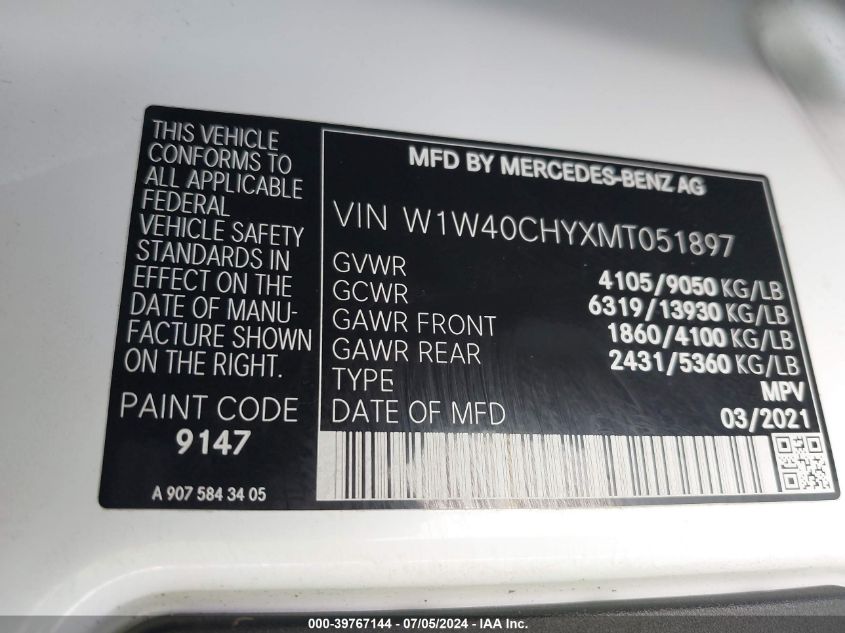 THIS VEHICLE
CONFORMS TO
ALL APPLICABLE
FEDERAL
VEHICLE SAFETY
STANDARDS IN
EFFECT ON THE
DATE OF MANU-
FACTURE SHOWN
ON THE RIGHT.
PAINT CODE
9147
A 907 584 34 05
MFD BY MERCEDES-BENZ AG
VIN W1W40CHYXMT051897
GVWR 4105/9050 KG/LB
GCWR 6319/13930 KG/LB
GAWR FRONT 1860/4100 KG/LB
GAWR REAR 2431/5360 KG/LB
TYPE MPV
DATE OF MFD 03/2021
000-39767144 - 07/05/2024 - IAA Inc.